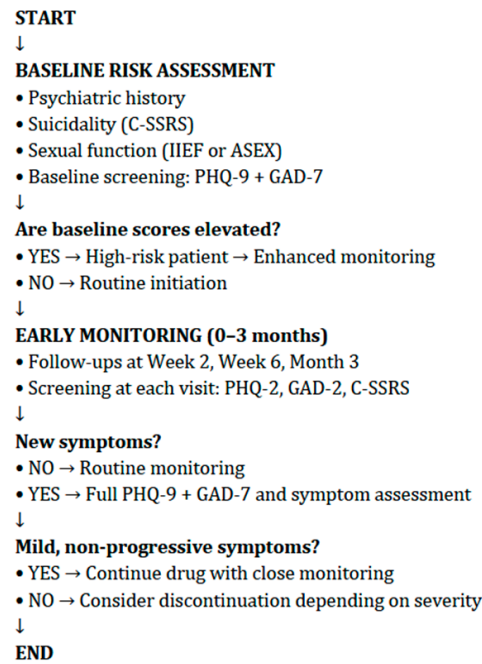 START
↓
BASELINE RISK ASSESSMENT
• Psychiatric history
• Suicidality (C-SSRS)
• Sexual function (IIEF or ASEX)
• Baseline screening: PHQ-9 + GAD-7
↓
Are baseline scores elevated?
• YES → High-risk patient → Enhanced monitoring
• NO → Routine initiation
↓
EARLY MONITORING (0–3 months)
• Follow-ups at Week 2, Week 6, Month 3
• Screening at each visit: PHQ-2, GAD-2, C-SSRS
↓
New symptoms?
• NO → Routine monitoring
• YES → Full PHQ-9 + GAD-7 and symptom assessment
↓
Mild, non-progressive symptoms?
• YES → Continue drug with close monitoring
• NO → Consider discontinuation depending on severity
↓
END